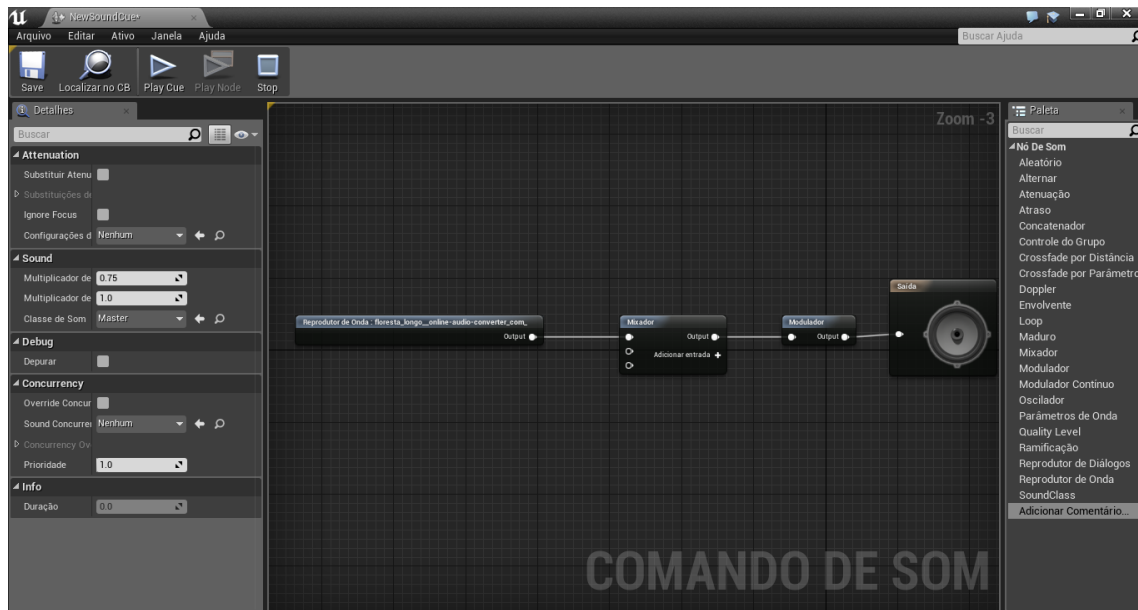 NewSoundCue*
Arquivo Editar Ativo Janela Ajuda
Buscar Ajuda
Save Localizar no CB Play Cue Play Node Stop
Detalhes
Buscar
Attenuation
Substituir Atenu
Substituições de
Ignore Focus
Configurações d Nenhum
Sound
Multiplicador de 0.75
Multiplicador de 1.0
Classe de Som Master
Debug
Depurar
Concurrency
Override Concur
Sound Concurrer Nenhum
Concurrency Ov
Prioridade 1.0
Info
Duração 0.0
Zoom -3
Reprodutor de Onda : floresta_longo__online-audio-converter_com_
Output
Mixador
Output
Adicionar entrada
Modulador
Output
Saída
COMANDO DE SOM
Paleta
Buscar
Nó De Som
Aleatório
Alternar
Atenuação
Atraso
Concatenador
Controle do Grupo
Crossfade por Distância
Crossfade por Parâmetro
Doppler
Envolvente
Loop
Maduro
Mixador
Modulador
Modulador Contínuo
Oscilador
Parâmetros de Onda
Quality Level
Ramificação
Reprodutor de Diálogos
Reprodutor de Onda
SoundClass
Adicionar Comentário...